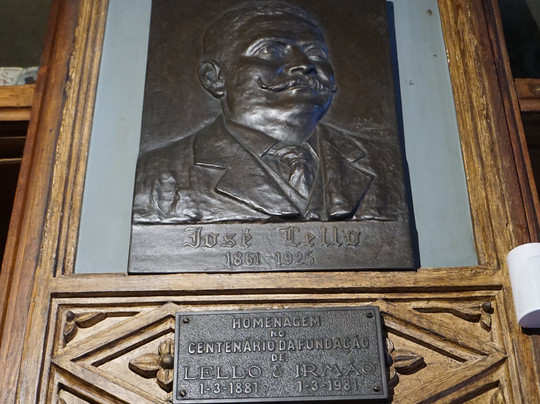 José Lello
1861-1925
HOMENAGEM
NO
CENTENÁRIO DA FUNDAÇÃO
DE
LELLO & IRMÃO
1-3-1881 1-3-1981